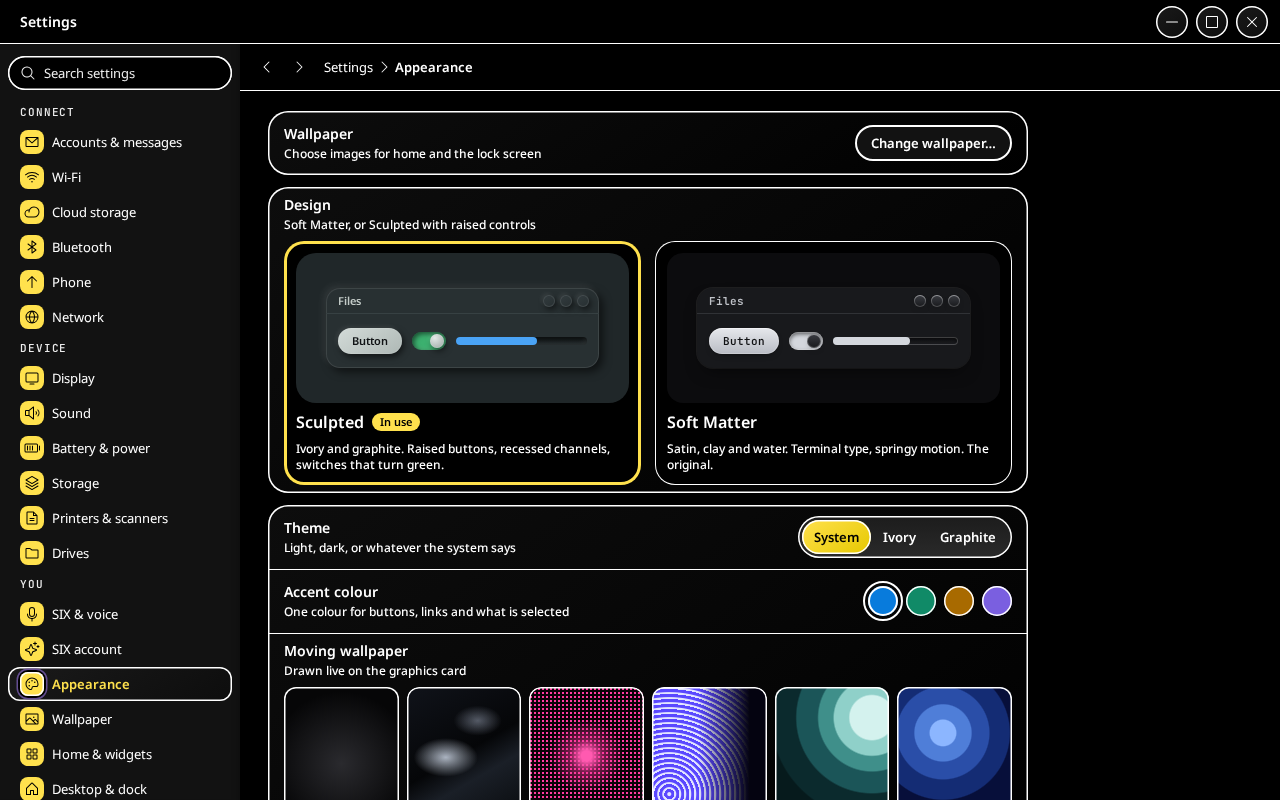 Settings
Search settings
CONNECT
Accounts & messages
Wi-Fi
Cloud storage
Bluetooth
Phone
Network
DEVICE
Display
Sound
Battery & power
Storage
Printers & scanners
Drives
YOU
SIX & voice
SIX account
Appearance
Wallpaper
Home & widgets
Desktop & dock
Settings Appearance
Wallpaper
Choose images for home and the lock screen
Change wallpaper...
Design
Soft Matter, or Sculpted with raised controls
Files
Button
Sculpted In use
Ivory and graphite. Raised buttons, recessed channels,
switches that turn green.
Files
Button
Soft Matter
Satin, clay and water. Terminal type, springy motion. The
original.
Theme
Light, dark, or whatever the system says
System Ivory Graphite
Accent colour
One colour for buttons, links and what is selected
Moving wallpaper
Drawn live on the graphics card